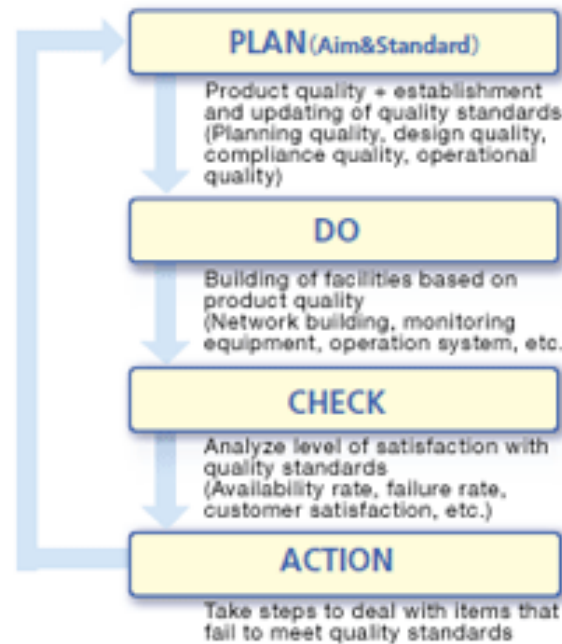 PLAN(Aim&Standard)
Product quality + establishment
and updating of quality standards
(Planning quality, design quality,
compliance quality, operational
quality)
DO
Building of facilities based on
product quality
(Network building, monitoring
equipment, operation system, etc.
CHECK
Analyze level of satisfaction with
quality standards
(Availability rate, failure rate,
customer satisfaction, etc.)
ACTION
Take steps to deal with items that
fail to meet quality standards